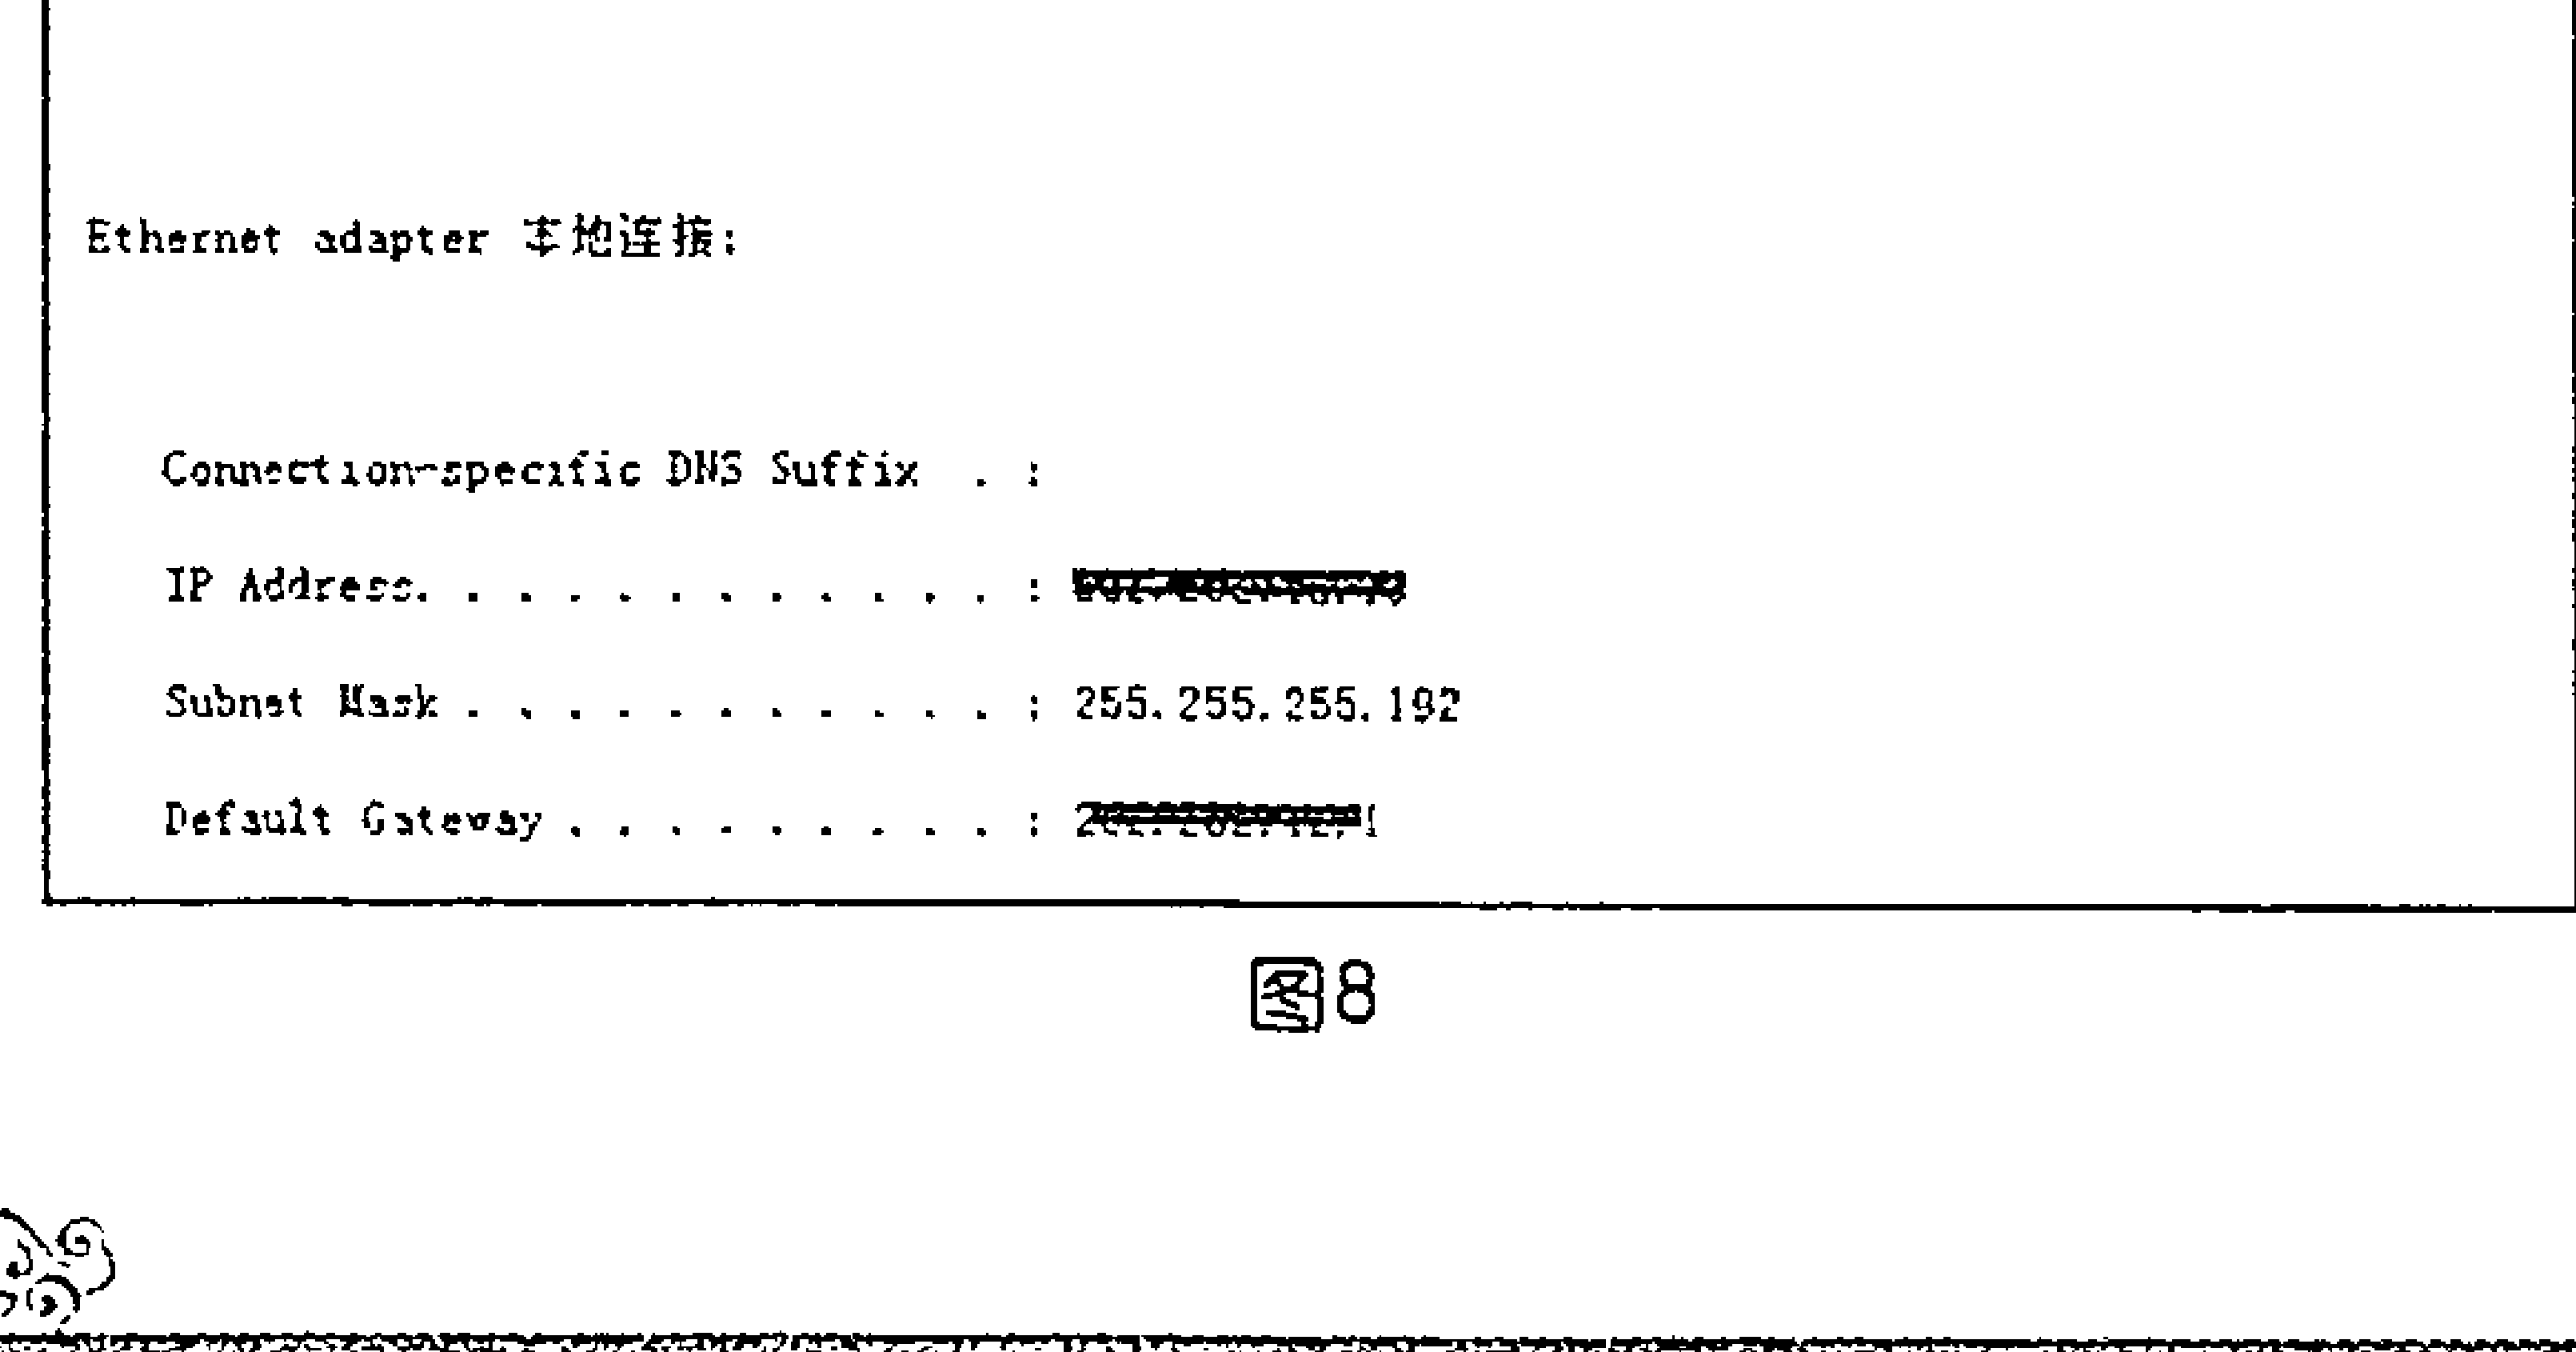 Ethernet adapter 本地连接:
Connection-specific DNS Suffix . :
IP Address. . . . . . . . . . . . :
Subnet Mask . . . . . . . . . . . : 255.255.255.192
Default Gateway . . . . . . . . . :
图8